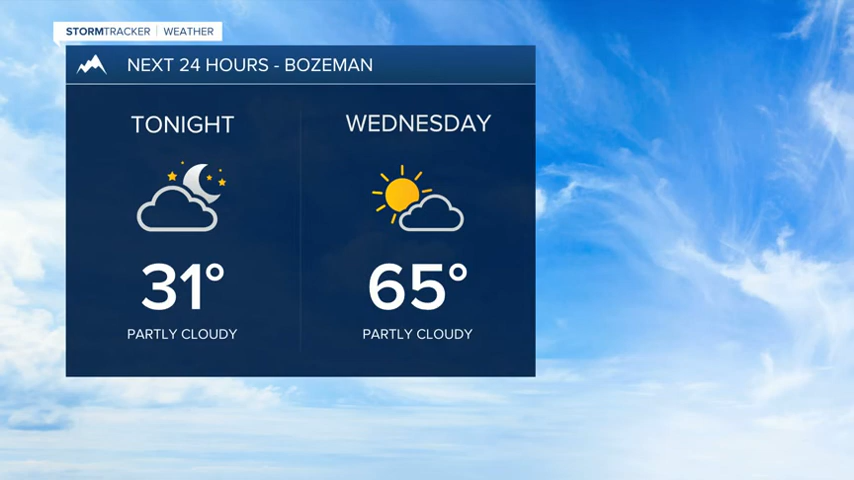 STORMTRACKER | WEATHER
NEXT 24 HOURS - BOZEMAN
TONIGHT
WEDNESDAY
31°
65°
PARTLY CLOUDY
PARTLY CLOUDY